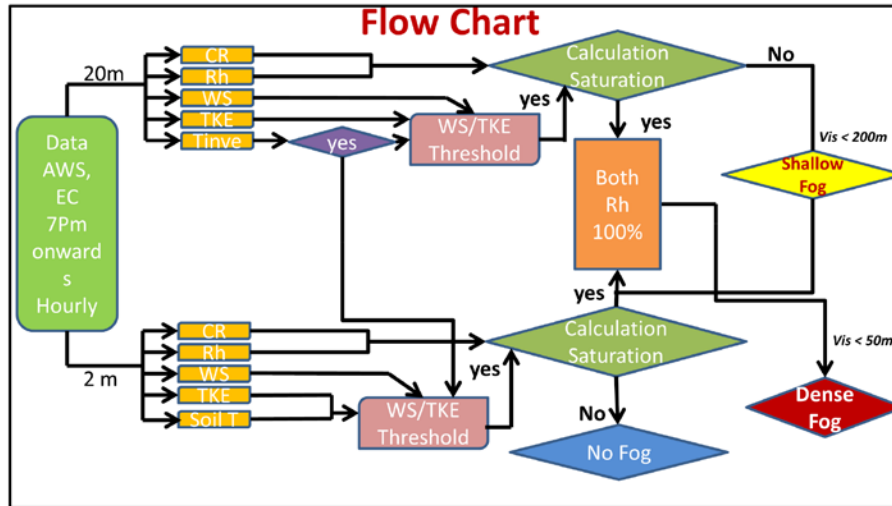 Flow Chart
20m
CR
Rh
WS
TKE
Tinve
yes
WS/TKE
Threshold
yes
Calculation
Saturation
No
yes
Vis < 200m
Shallow
Fog
Data
AWS,
EC
7Pm
onward
s
Hourly
Both
Rh
100%
yes
2 m
CR
Rh
WS
TKE
Soil T
WS/TKE
Threshold
yes
Calculation
Saturation
Vis < 50m
No
No Fog
Dense
Fog